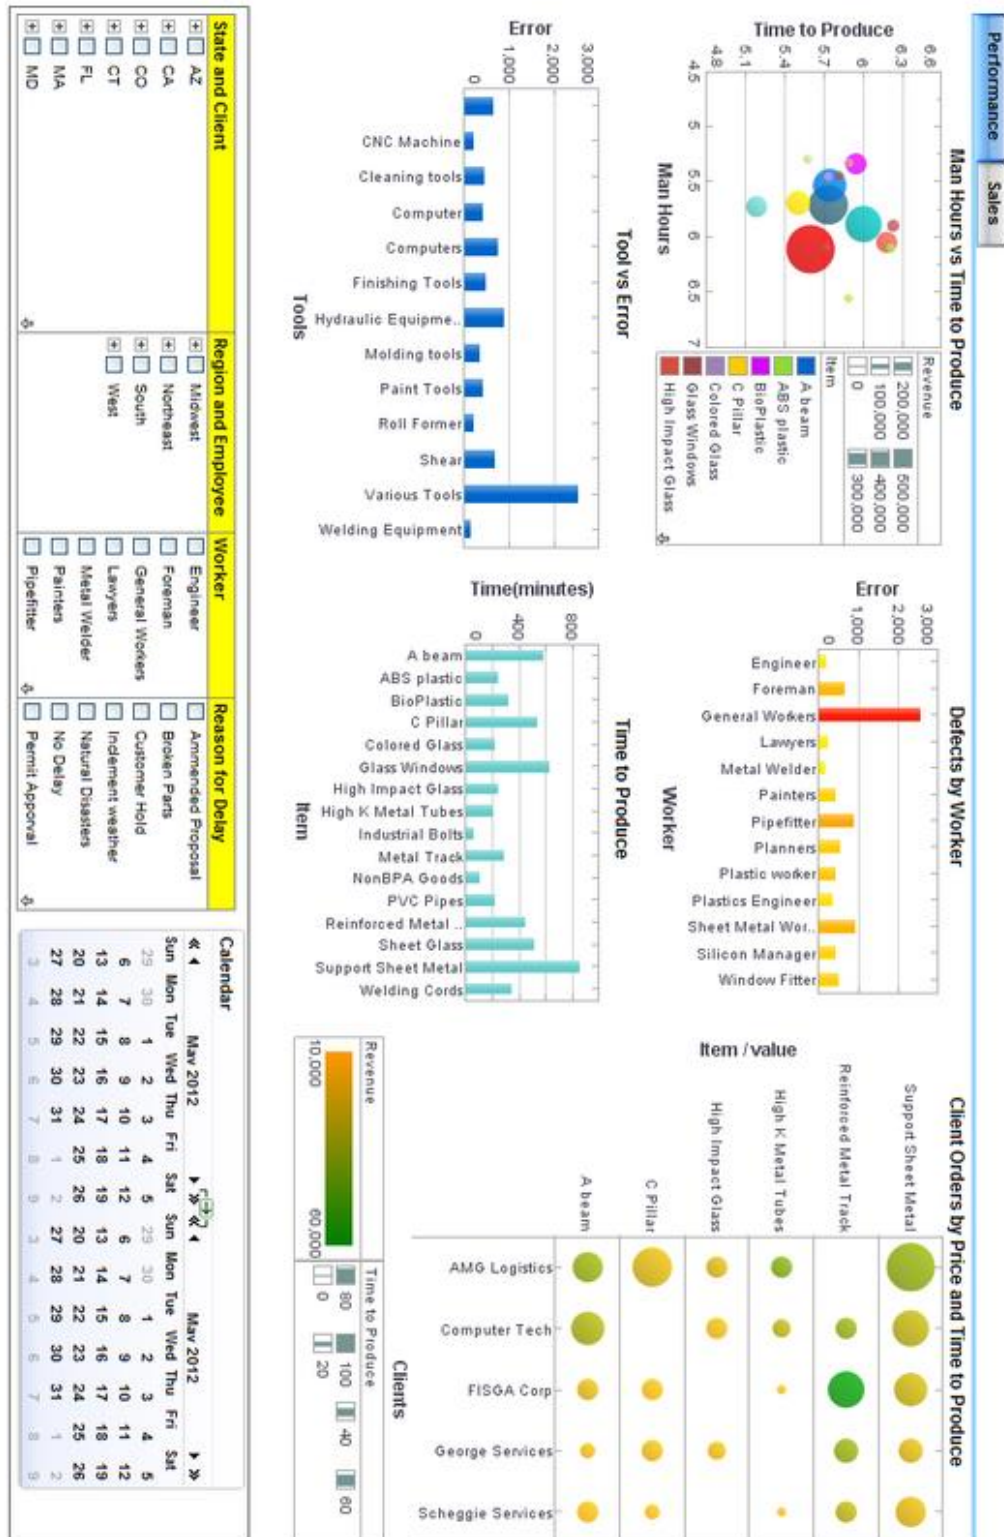 Performance
Sales
Man Hours vs Time to Produce
Time to Produce
6.6
6.3
6
5.7
5.4
5.1
4.8
4.5
5
5.5
6
6.5
7
Man Hours
Revenue
200,000
500,000
100,000
400,000
0
300,000
Item
A beam
ABS plastic
BioPlastic
C Pillar
Colored Glass
Glass Windows
High Impact Glass
Defects by Worker
Error
3,000
2,000
1,000
0
Engineer
Foreman
General Workers
Lawyers
Metal Welder
Painters
Pipefitter
Planners
Plastic worker
Plastics Engineer
Sheet Metal Wor..
Silicon Manager
Window Fitter
Worker
Client Orders by Price and Time to Produce
Item / value
Support Sheet Metal
Reinforced Metal Track
High K Metal Tubes
High Impact Glass
C Pillar
A beam
AMG Logistics
Computer Tech
FISGA Corp
George Services
Scheggie Services
Clients
Revenue
10,000
60,000
Time to Produce
80
100
40
60
0
20
Tool vs Error
Error
3,000
1,000
0
CNC Machine
Cleaning tools
Computer
Computers
Finishing Tools
Hydraulic Equipme..
Molding tools
Paint Tools
Roll Former
Shear
Various Tools
Welding Equipment
Tools
Time to Produce
Time(minutes)
800
400
0
A beam
ABS plastic
BioPlastic
C Pillar
Colored Glass
Glass Windows
High Impact Glass
High K Metal Tubes
Industrial Bolts
Metal Track
NonBPA Goods
PVC Pipes
Reinforced Metal ..
Sheet Glass
Support Sheet Metal
Welding Cords
Item
State and Client
AZ
CA
CO
CT
FL
MA
MD
Region and Employee
Midwest
Northeast
South
West
Worker
Engineer
Foreman
General Workers
Lawyers
Metal Welder
Painters
Pipefitter
Reason for Delay
Ammended Proposal
Broken Parts
Customer Hold
Inclement weather
Natural Disasters
No Delay
Permit Apporval
Calendar
May 2012
Sun Mon Tue Wed Thu Fri Sat
29 30 1 2 3 4 5
6 7 8 9 10 11 12
13 14 15 16 17 18 19
20 21 22 23 24 25 26
27 28 29 30 31 1 2
3 4 5 6 7 8 9
May 2012
Sun Mon Tue Wed Thu Fri Sat
29 30 1 2 3 4 5
6 7 8 9 10 11 12
13 14 15 16 17 18 19
20 21 22 23 24 25 26
27 28 29 30 31 1 2
3 4 5 6 7 8 9